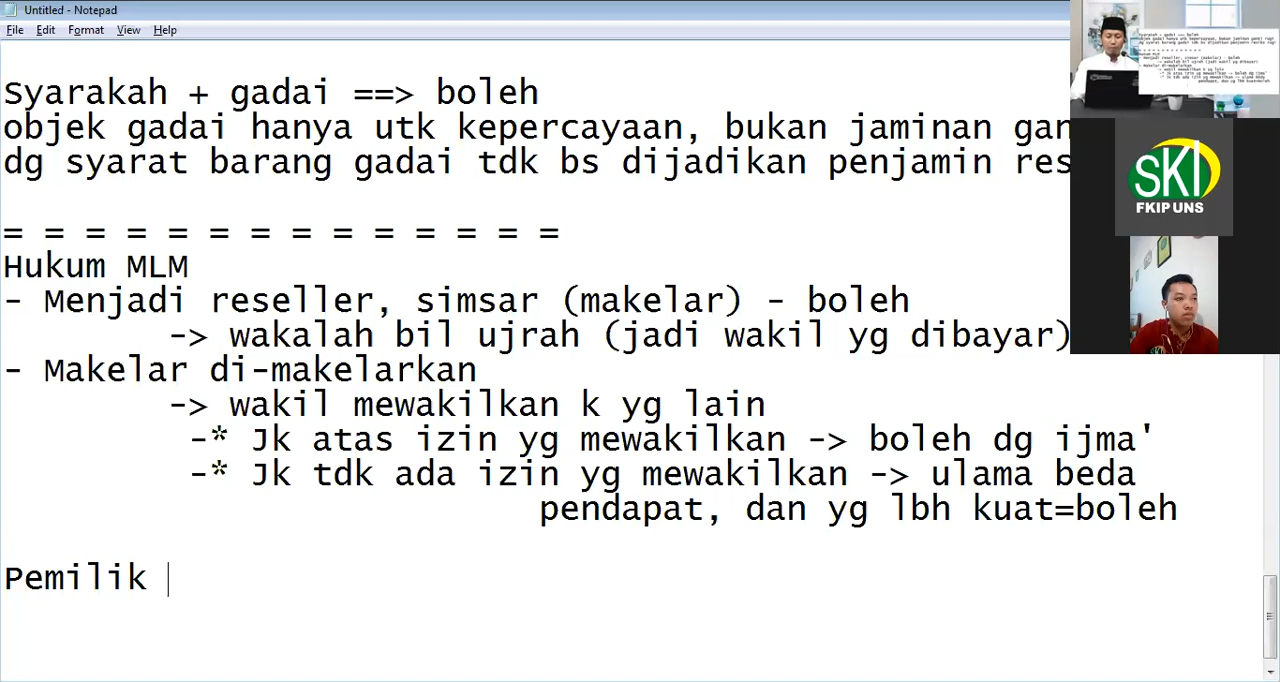 Untitled - Notepad
File Edit Format View Help
Syarakah + gadai ==> boleh
objek gadai hanya utk kepercayaan, bukan jaminan gan
dg syarat barang gadai tdk bs dijadikan penjamin res
= = = = = = = = = = = = = =
Hukum MLM
- Menjadi reseller, simsar (makelar) - boleh
-> wakalah bil ujrah (jadi wakil yg dibayar)
- Makelar di-makelarkan
-> wakil mewakilkan k yg lain
-* Jk atas izin yg mewakilkan -> boleh dg ijma'
-* Jk tdk ada izin yg mewakilkan -> ulama beda
pendapat, dan yg lbh kuat=boleh
Pemilik
SKI
FKIP UNS
SKI